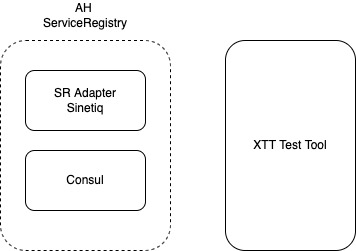 AH
ServiceRegistry
SR Adapter
Sinetiq
Consul
XTT Test Tool